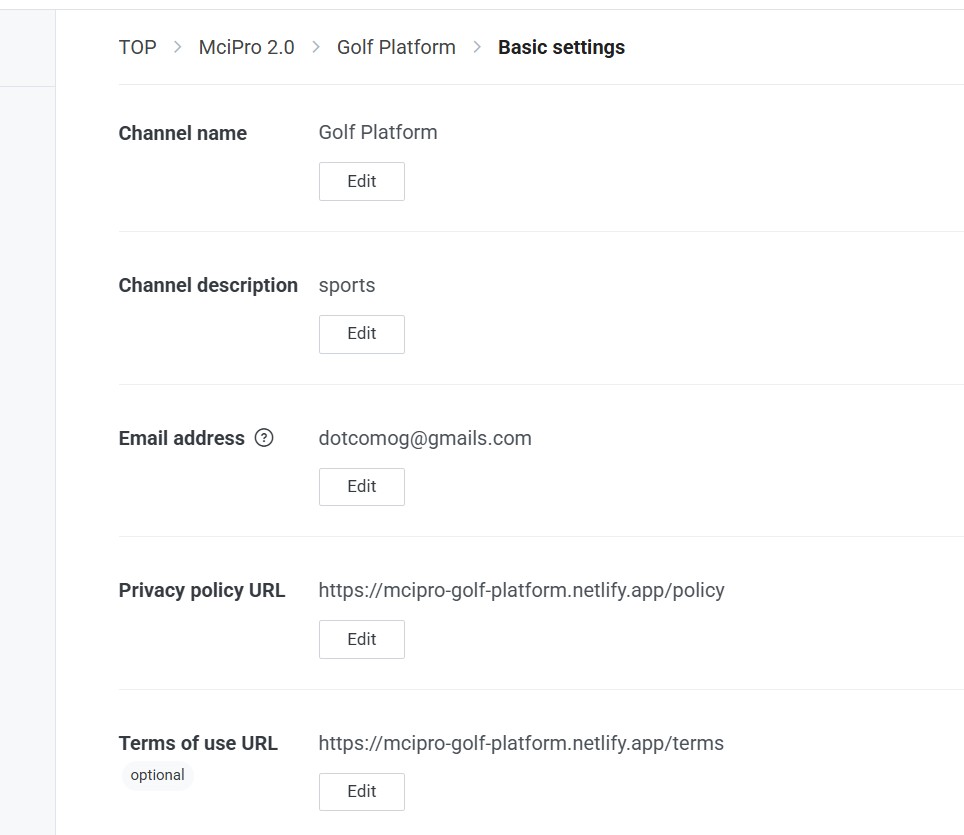 TOP > McіPro 2.0 > Golf Platform > Basic settings
Channel name Golf Platform
Edit
Channel description sports
Edit
Email address ? dotcomog@gmails.com
Edit
Privacy policy URL https://mcipro-golf-platform.netlify.app/policy
Edit
Terms of use URL https://mcipro-golf-platform.netlify.app/terms
optional
Edit